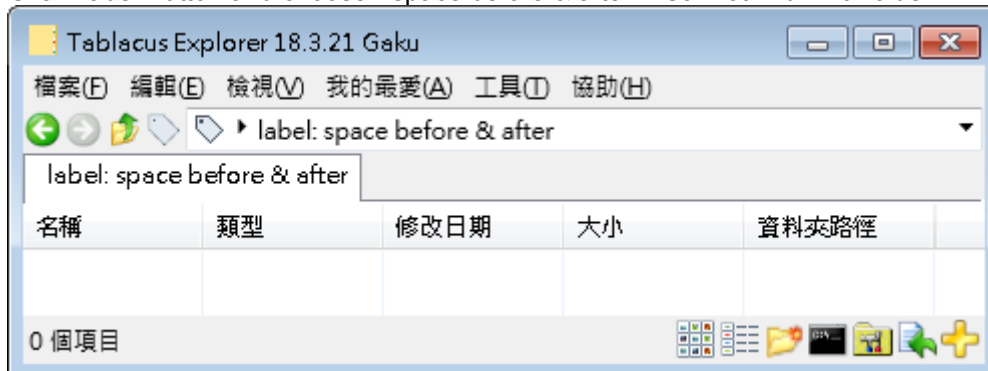 Tablacus Explorer 18.3.21 Gaku
檔案(F) 編輯(E) 檢視(V) 我的最愛(A) 工具(T) 協助(H)
label: space before & after
label: space before & after
名稱 類型 修改日期 大小 資料夾路徑
0 個項目